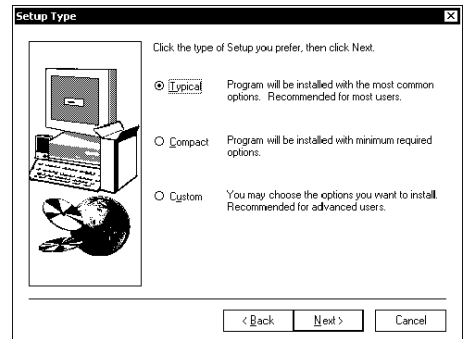 Setup Type
Click the type of Setup you prefer, then click Next.
Typical
Program will be installed with the most common
options. Recommended for most users.
Compact
Program will be installed with minimum required
options.
Custom
You may choose the options you want to install.
Recommended for advanced users.
< Back
Next >
Cancel